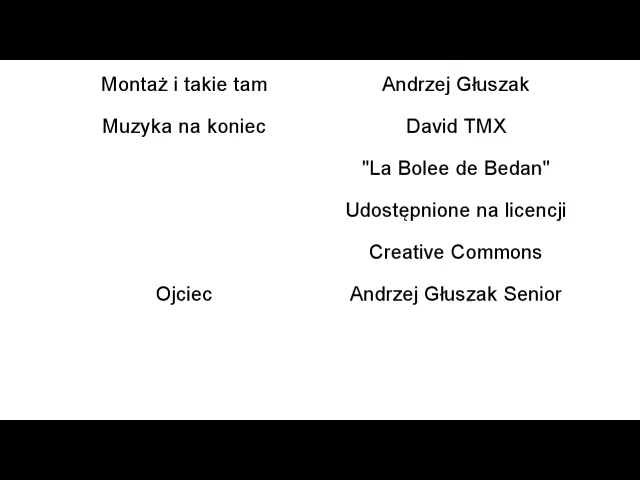 Montaż i takie tam Andrzej Głuszak
Muzyka na koniec David TMX
"La Bolee de Bedan"
Udostępnione na licencji
Creative Commons
Ojciec Andrzej Głuszak Senior